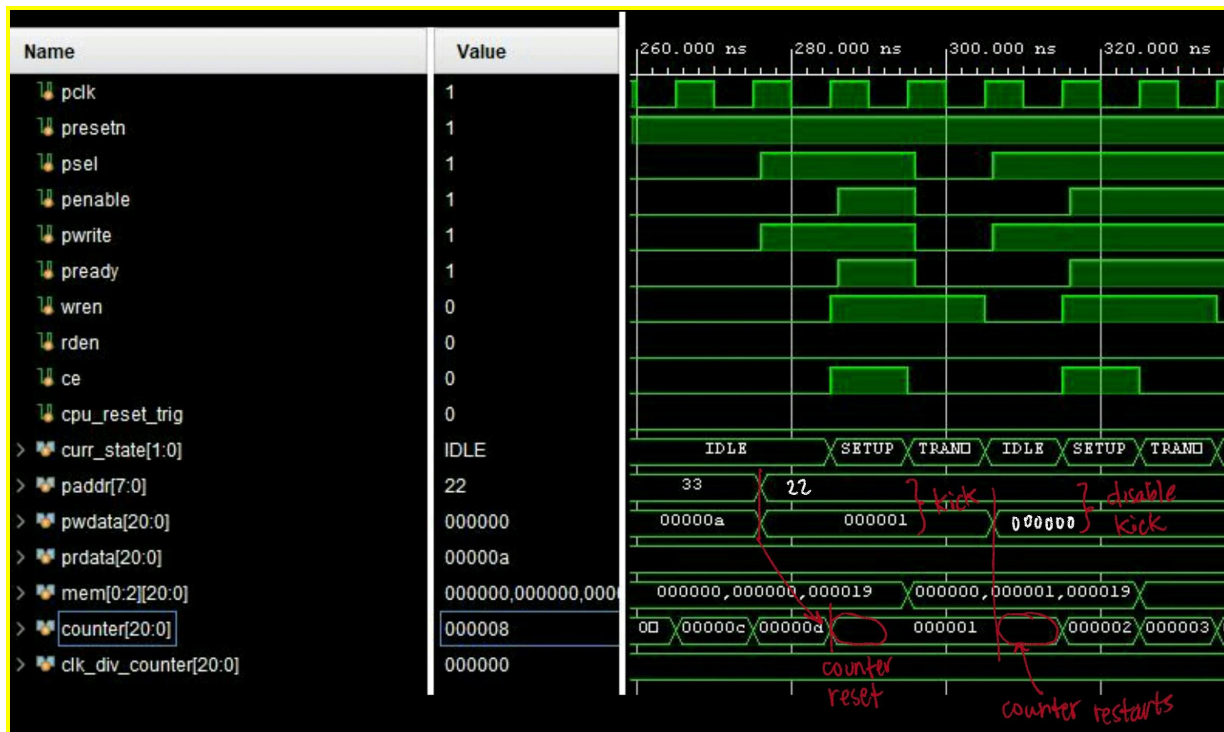 Name Value 260.000 ns 280.000 ns 300.000 ns 320.000 ns
pclk 1
presetn 1
psel 1
penable 1
pwrite 1
pready 1
wren 0
rden 0
ce 0
cpu_reset_trig 0
curr_state[1:0] IDLE IDLE SETUP TRAN IDLE SETUP TRAN
paddr[7:0] 22 33 22 kick disable kick
pwdata[20:0] 000000 00000a 000001 000000
prdata[20:0] 00000a
mem[0:2][20:0] 000000,000000,000 000000,000000,000019 000000,000001,000019
counter[20:0] 000008 00 00000c 00000d 000001 000002 000003
clk_div_counter[20:0] 000000
counter reset
counter restarts